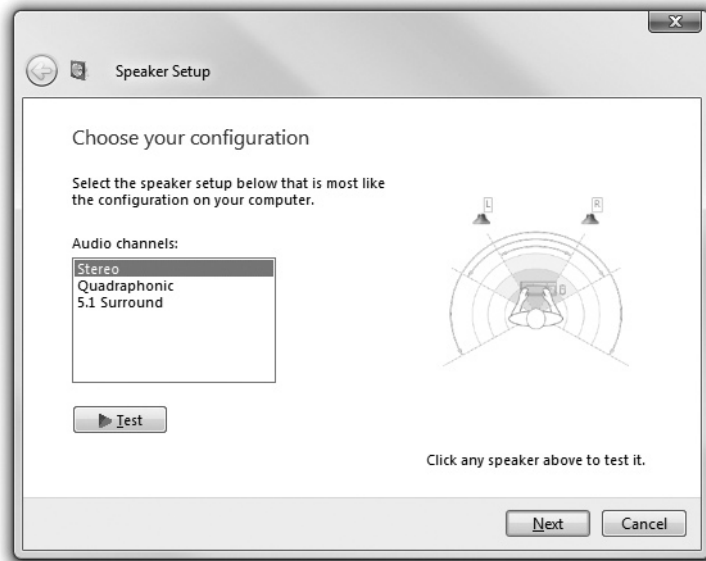 Speaker Setup
Choose your configuration
Select the speaker setup below that is most like
the configuration on your computer.
Audio channels:
Stereo
Quadraphonic
5.1 Surround
Test
L
R
Click any speaker above to test it.
Next
Cancel